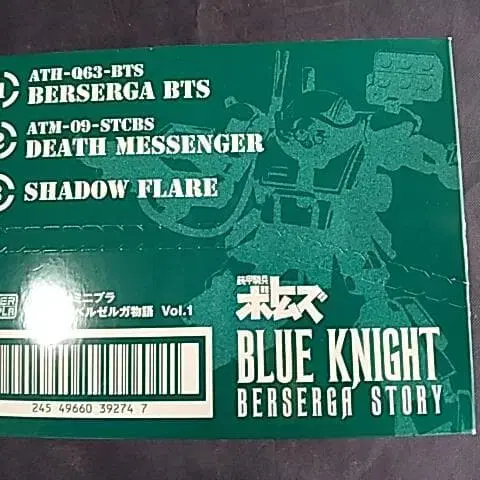 ATH-Q63-BTS
BERSERGA BTS
ATM-09-STCBS
DEATH MESSENGER
SHADOW FLARE
ミニプラ
ベルゼルガ物語 Vol.1
245 49660 39274 7
装甲騎兵
ボトムズ
BLUE KNIGHT
BERSERGA STORY